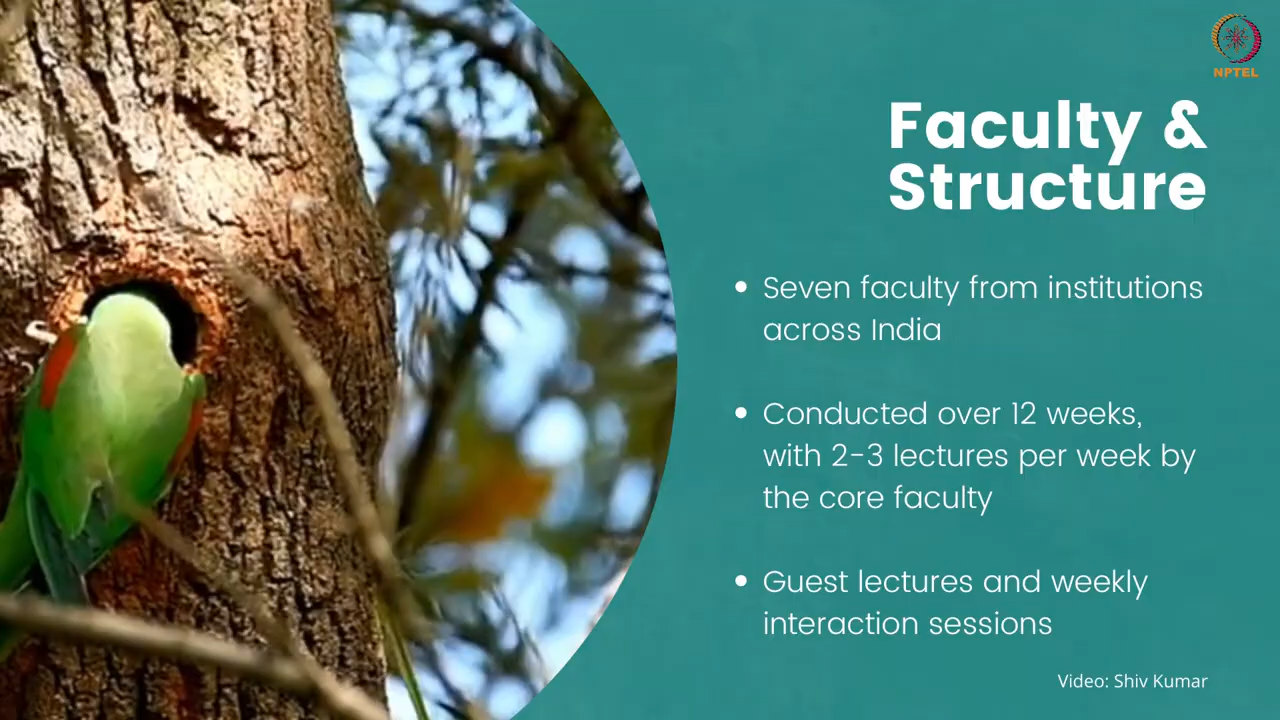 NPTEL
Faculty &
Structure
• Seven faculty from institutions
across India
• Conducted over 12 weeks,
with 2-3 lectures per week by
the core faculty
• Guest lectures and weekly
interaction sessions
Video: Shiv Kumar